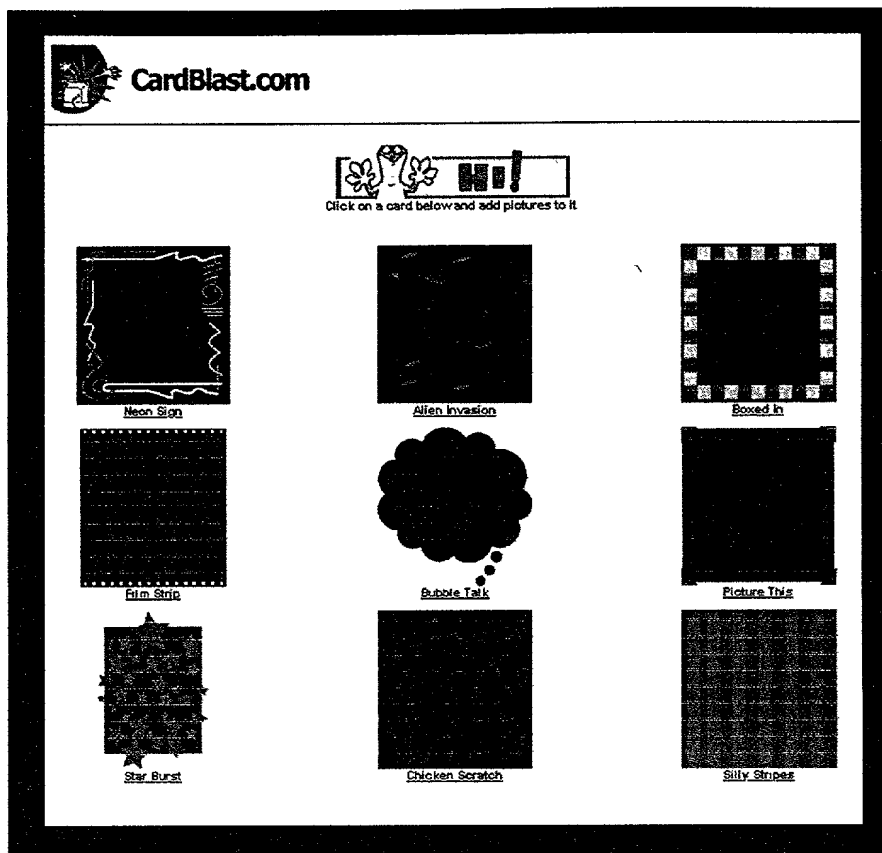 CardBlast.com
Hi!
Click on a card below and add pictures to it
Neon Sign
Alien Invasion
Boxed In
Film Strip
Bubble Talk
Picture This
Star Burst
Chicken Scratch
Silly Stripes